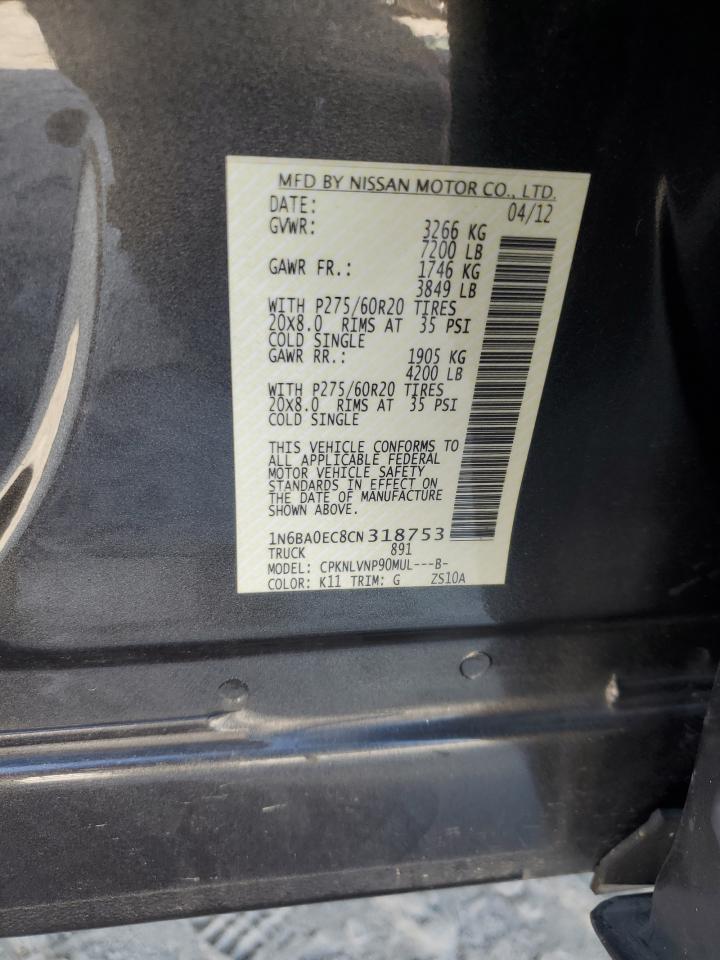 MFD BY NISSAN MOTOR CO., LTD.
DATE: 04/12
GVWR: 3266 KG
7200 LB
GAWR FR.: 1746 KG
3849 LB
WITH P275/60R20 TIRES
20X8.0 RIMS AT 35 PSI
COLD SINGLE
GAWR RR.: 1905 KG
4200 LB
WITH P275/60R20 TIRES
20X8.0 RIMS AT 35 PSI
COLD SINGLE
THIS VEHICLE CONFORMS TO
ALL APPLICABLE FEDERAL
MOTOR VEHICLE SAFETY
STANDARDS IN EFFECT ON
THE DATE OF MANUFACTURE
SHOWN ABOVE.
1N6BA0EC8CN318753
TRUCK 891
MODEL: CPKNLVNP90MUL---B-
COLOR: K11 TRIM: G ZS10A